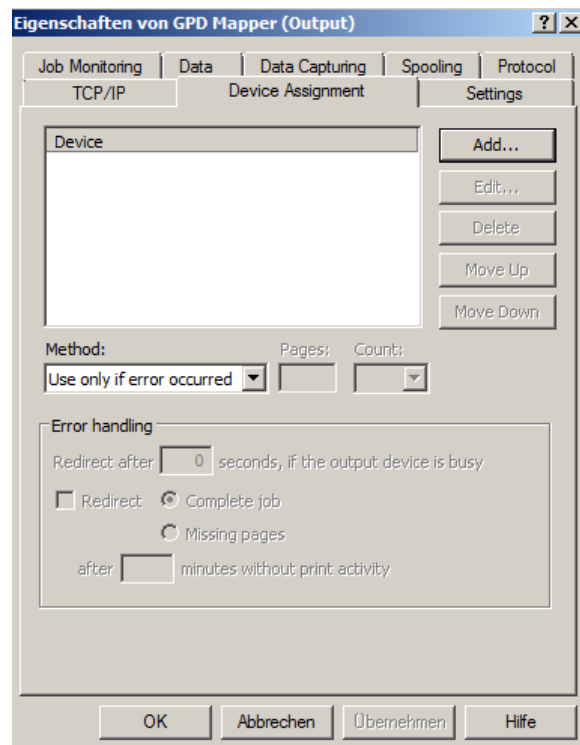 Eigenschaften von GPD Mapper (Output)
Job Monitoring Data Data Capturing Spooling Protocol
TCP/IP Device Assignment Settings
Device
Add...
Edit...
Delete
Move Up
Move Down
Method: Pages: Count:
Use only if error occurred
Error handling
Redirect after 0 seconds, if the output device is busy
Redirect Complete job
Missing pages
after minutes without print activity
OK Abbrechen Übernehmen Hilfe